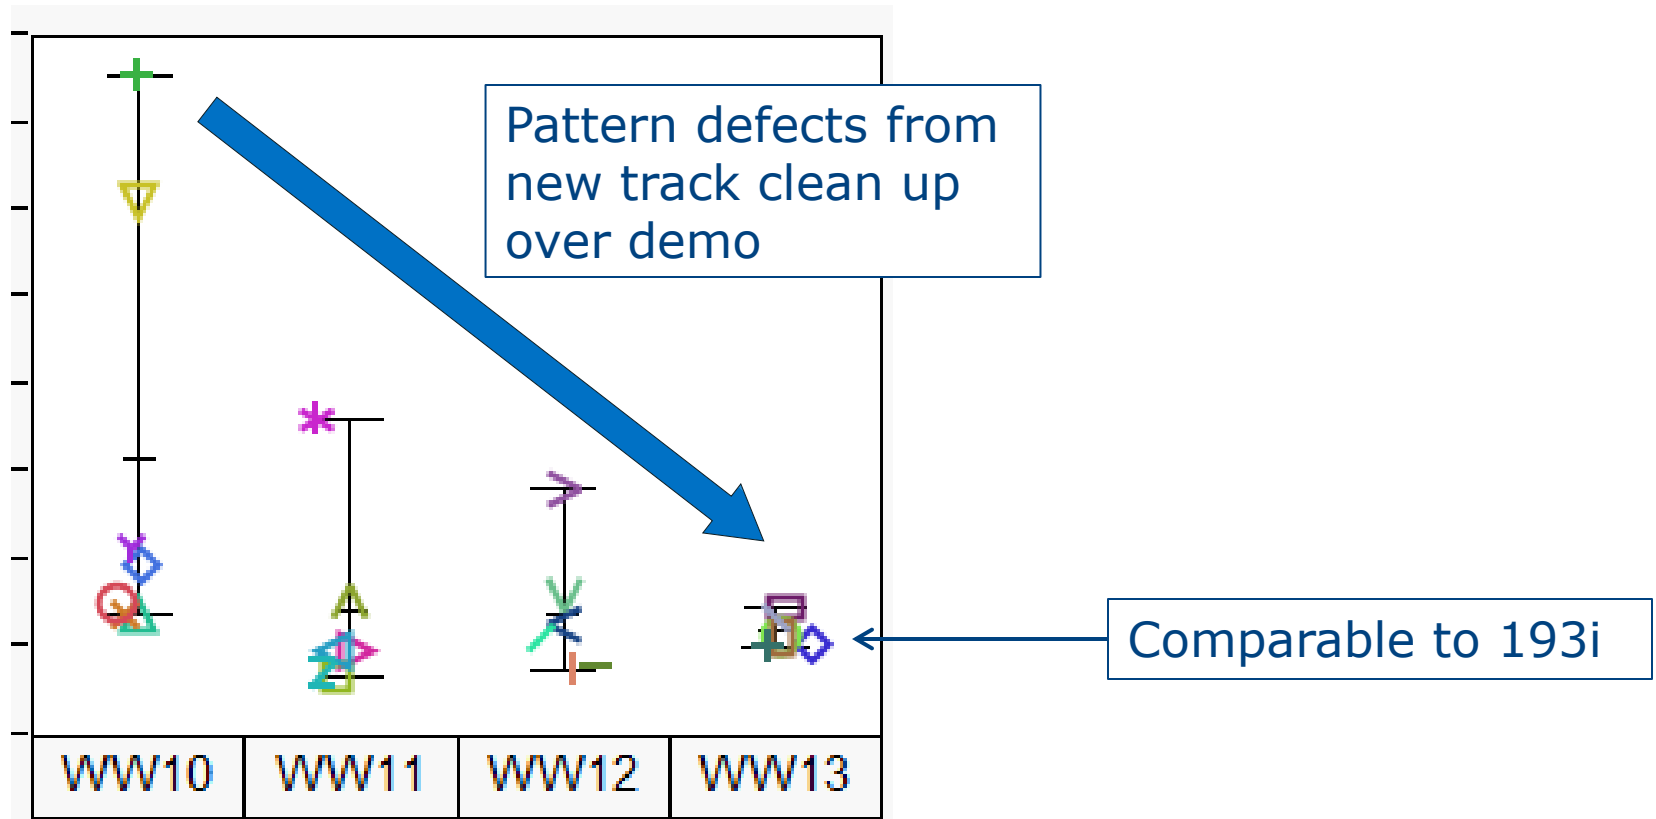 Pattern defects from
new track clean up
over demo
Comparable to 193i
WW10 WW11 WW12 WW13